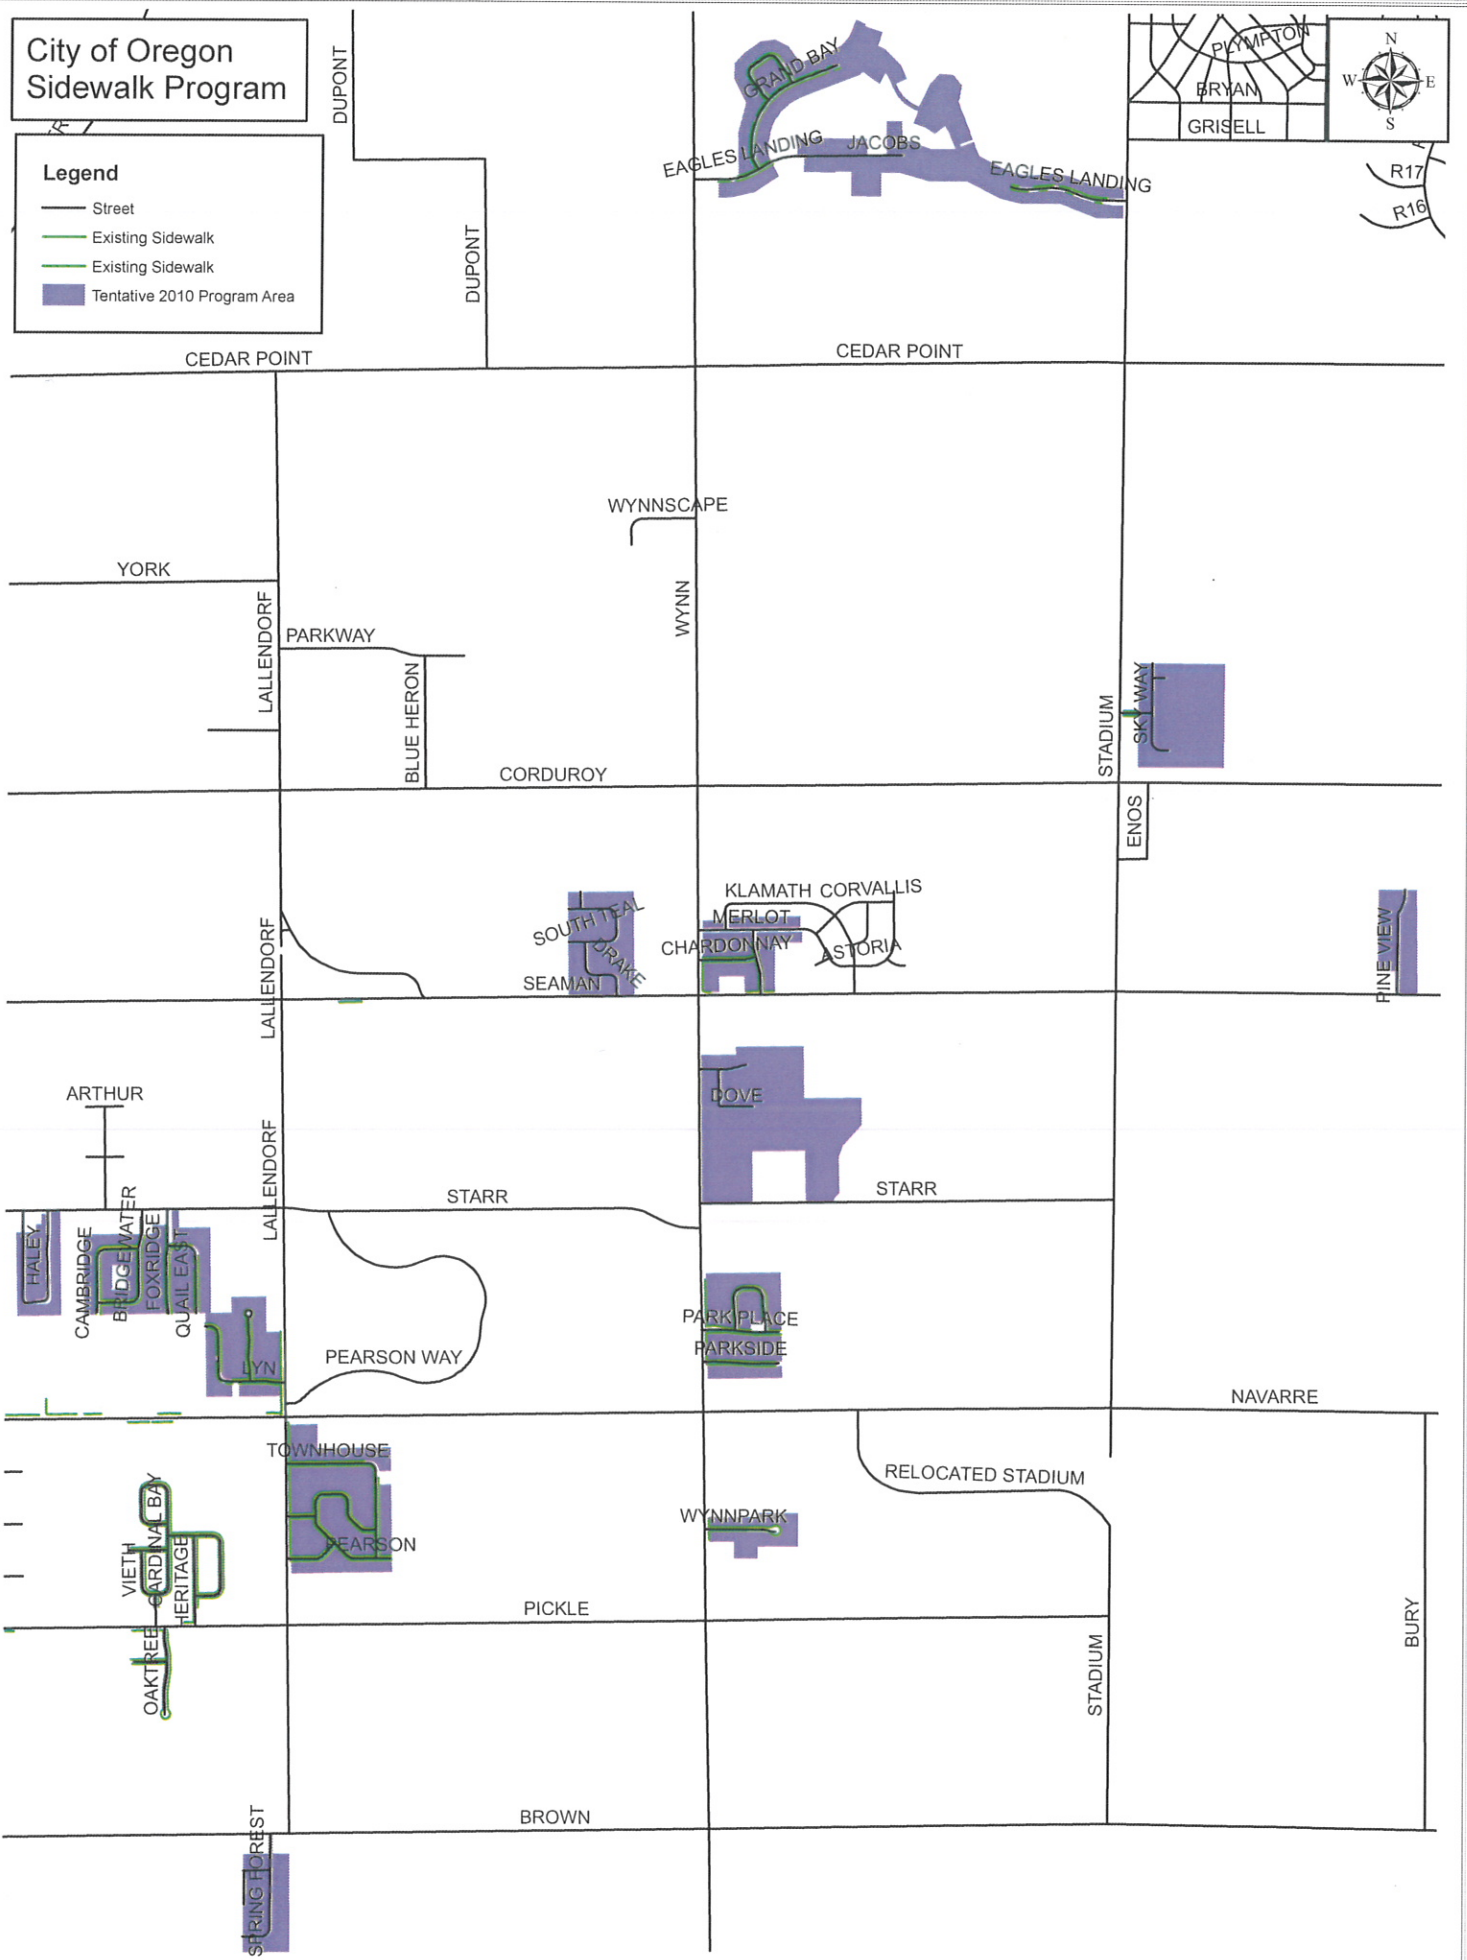 City of Oregon
Sidewalk Program
Legend
Street
Existing Sidewalk
Existing Sidewalk
Tentative 2010 Program Area
DUPONT
DUPONT
GRAND BAY
EAGLES LANDING
JACOBS
EAGLES LANDING
PLYMPTON
BRYAN
GRISELL
N
W
E
S
R17
R16
CEDAR POINT
CEDAR POINT
WYNNSCAPE
YORK
LALLENDORF
PARKWAY
BLUE HERON
WYNN
CORDUROY
STADIUM
SKY WAY
ENOS
LALLENDORF
SOUTH TEAL
DRAKE
SEAMAN
KLAMATH
CORVALLIS
MERLOT
CHARDONNAY
ASTORIA
PINE VIEW
ARTHUR
DOVE
LALLENDORF
STARR
STARR
HALEY
CAMBRIDGE
BRIDGEWATER
FOXRIDGE
QUAIL EAST
LYN
PEARSON WAY
PARK PLACE
PARKSIDE
NAVARRE
TOWNHOUSE
PEARSON
RELOCATED STADIUM
WYNNPARK
VIETH
CARDINAL BAY
HERITAGE
PICKLE
OAKTREE
STADIUM
BURY
BROWN
SPRING FOREST